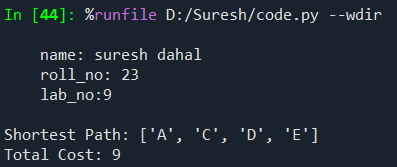 In [44]: %runfile D:/Suresh/code.py --wdir
name: suresh dahal
roll_no: 23
lab_no:9
Shortest Path: ['A', 'C', 'D', 'E']
Total Cost: 9